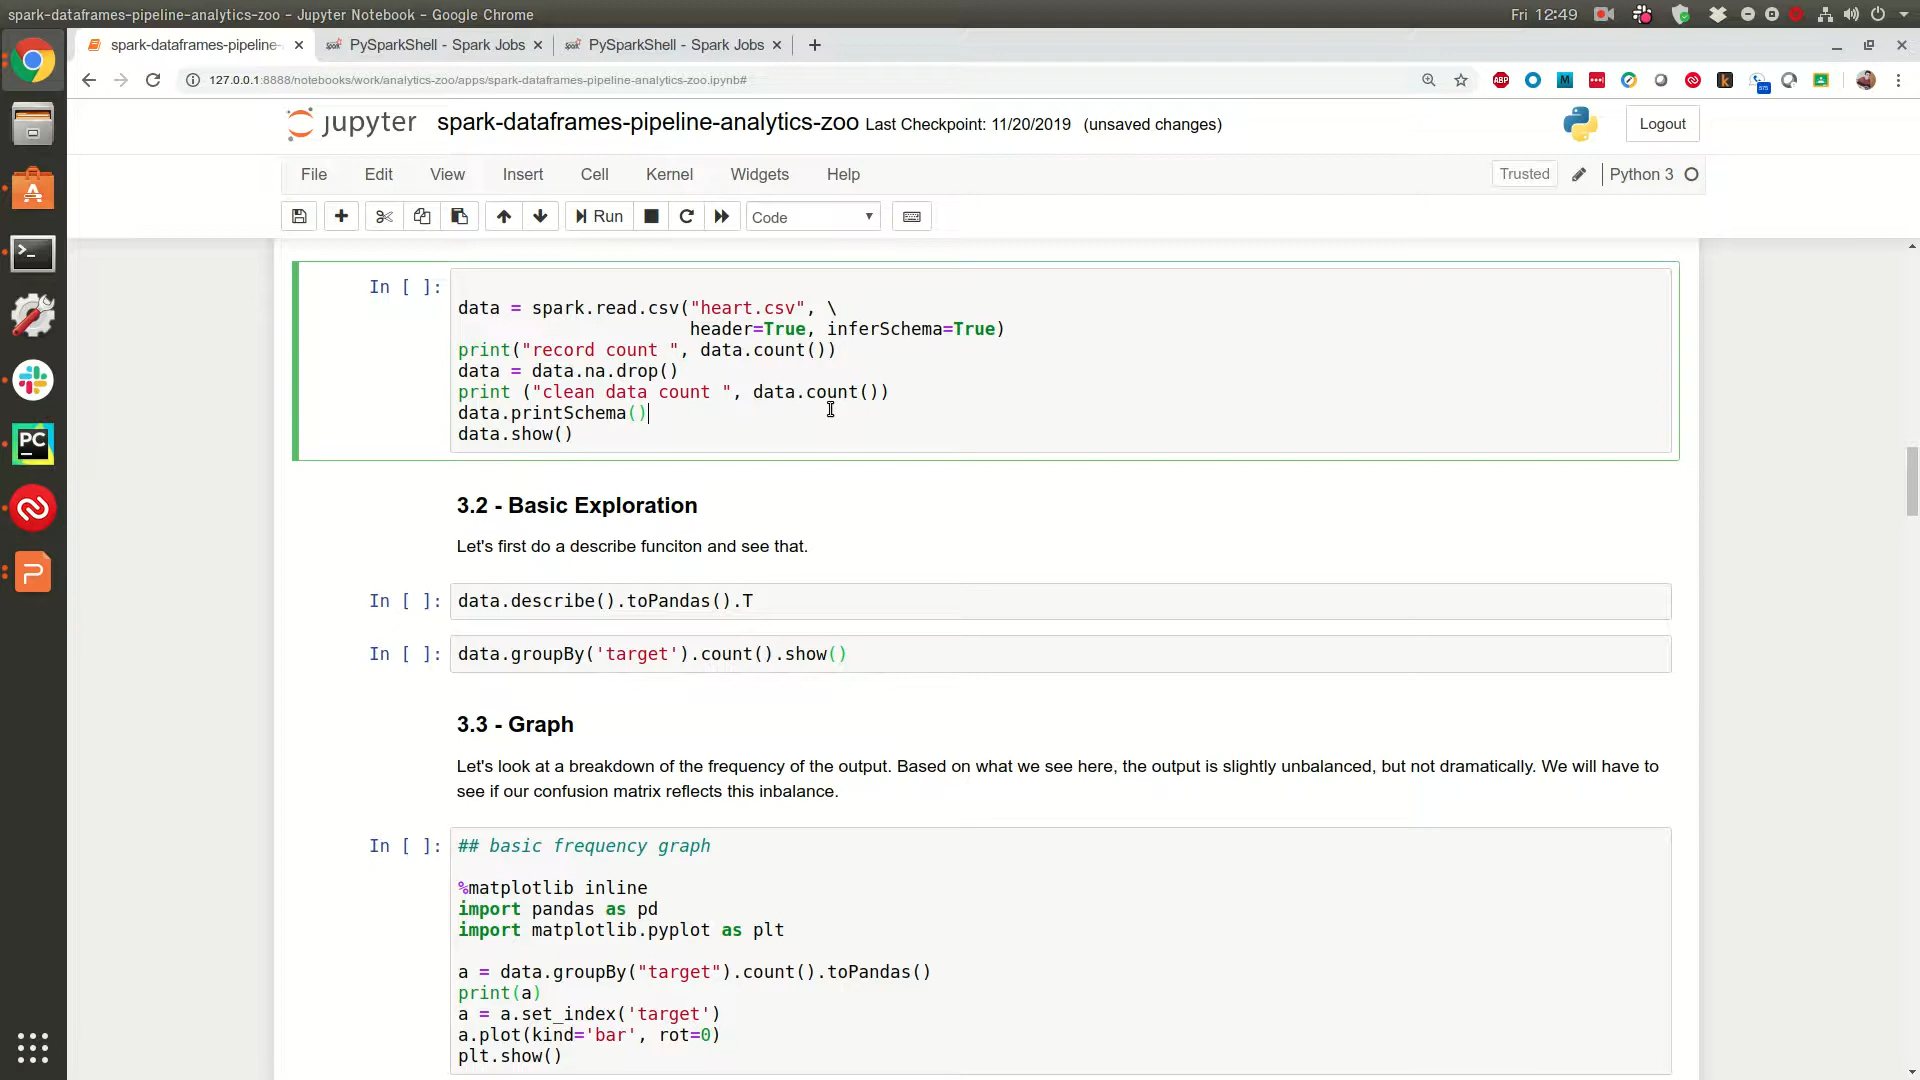 spark-dataframes-pipeline-analytics-zoo - Jupyter Notebook - Google Chrome
Fri 12:49
spark-dataframes-pipeline-
PySparkShell - Spark Jobs
PySparkShell - Spark Jobs
127.0.0.1:8888/notebooks/work/analytics-zoo/apps/spark-dataframes-pipeline-analytics-zoo.ipynb#
jupyter
spark-dataframes-pipeline-analytics-zoo Last Checkpoint: 11/20/2019 (unsaved changes)
Logout
File Edit View Insert Cell Kernel Widgets Help
Trusted
Python 3
Run
Code
In [ ]:
data = spark.read.csv("heart.csv", \
header=True, inferSchema=True)
print("record count ", data.count())
data = data.na.drop()
print ("clean data count ", data.count())
data.printSchema()
data.show()
3.2 - Basic Exploration
Let's first do a describe funciton and see that.
In [ ]: data.describe().toPandas().T
In [ ]: data.groupBy('target').count().show()
3.3 - Graph
Let's look at a breakdown of the frequency of the output. Based on what we see here, the output is slightly unbalanced, but not dramatically. We will have to
see if our confusion matrix reflects this inbalance.
In [ ]: ## basic frequency graph
%matplotlib inline
import pandas as pd
import matplotlib.pyplot as plt
a = data.groupBy("target").count().toPandas()
print(a)
a = a.set_index('target')
a.plot(kind='bar', rot=0)
plt.show()